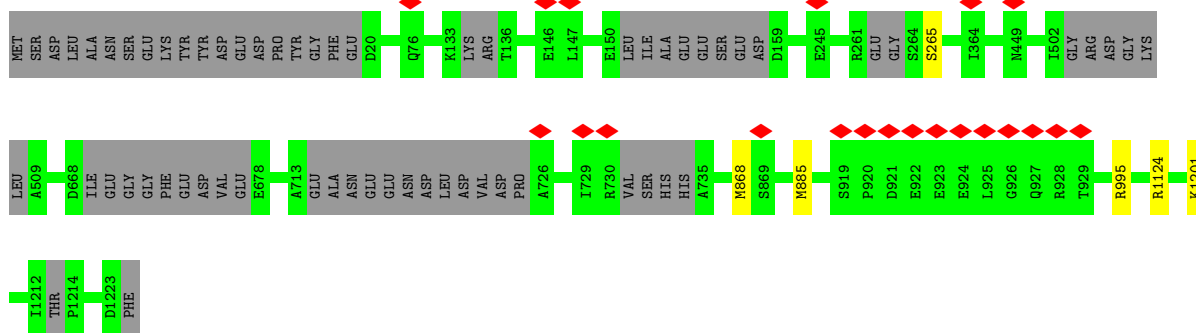 MET SER ASP LEU ALA ASN SER GLU LYS TYR TYR ASP GLU ASP PRO TYR GLY PHE GLU D20 Q76 K133 LYS ARG T136 E146 L147 E150 LEU ILE ALA GLU GLU SER GLU ASP D159 E245 R261 GLU GLY S264 S265 I364 N449 I502 GLY ARG ASP GLY LYS
LEU A509 D668 ILE GLU GLY GLY PHE GLU ASP VAL GLU E678 A713 GLU ALA ASN GLU GLU ASN ASP LEU ASP VAL ASP PRO A726 I729 R730 VAL SER HIS HIS A735 M868 S869 M885 S919 P920 D921 E922 E923 E924 L925 G926 Q927 R928 T929 R995 R1124 K1201
I1212 THR P1214 D1223 PHE